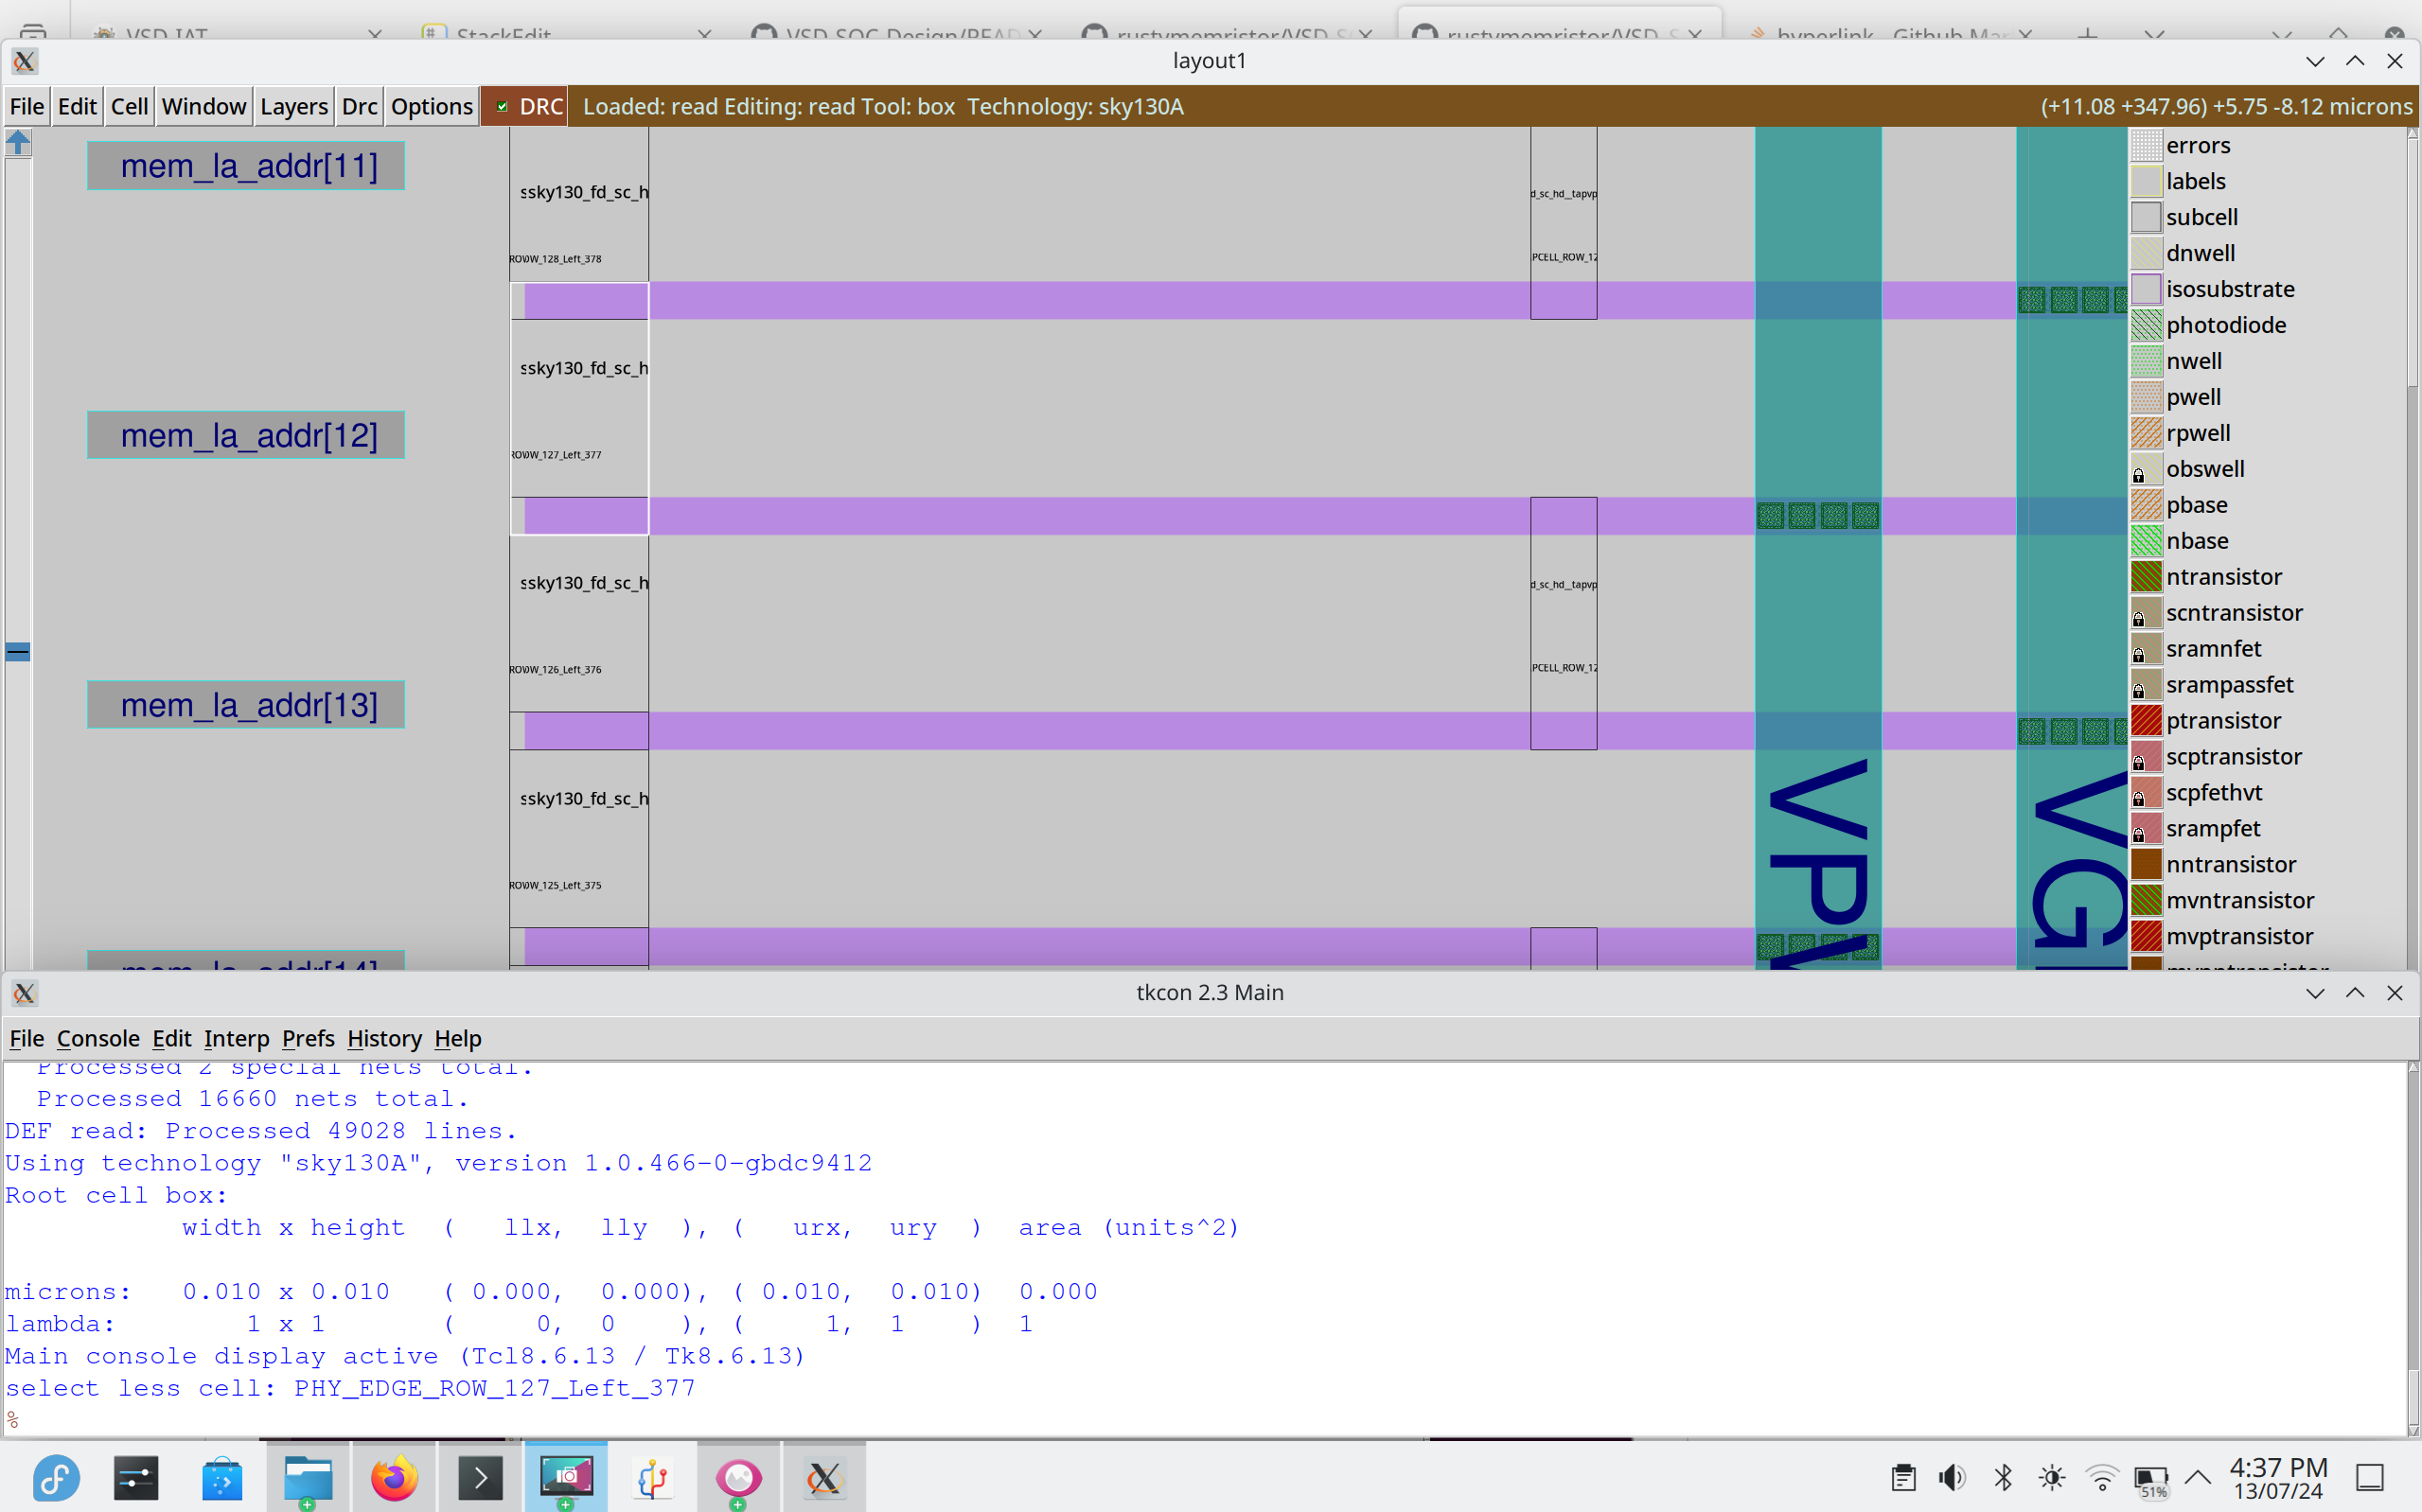 VSD-IAT
StackEdit
VSD-SOC-Design/READ
rustymemristor/VSD-S
rustymemristor/VSD_S
hyperlink - Github Mar
layout1
File Edit Cell Window Layers Drc Options DRC Loaded: read Editing: read Tool: box Technology: sky130A (+11.08 +347.96) +5.75 -8.12 microns
mem_la_addr[11]
ssky130_fd_sc_h
d_sc_hd__tapvp
ROW_128_Left_378
PCELL_ROW_12
ssky130_fd_sc_h
mem_la_addr[12]
ROW_127_Left_377
ssky130_fd_sc_h
d_sc_hd__tapvp
ROW_126_Left_376
PCELL_ROW_12
mem_la_addr[13]
ssky130_fd_sc_h
ROW_125_Left_375
mem_la_addr[14]
VPW
VG
errors
labels
subcell
dnwell
isosubstrate
photodiode
nwell
pwell
rpwell
obswell
pbase
nbase
ntransistor
scntransistor
sramnfet
srampassfet
ptransistor
scptransistor
scpfethvt
srampfet
nntransistor
mvntransistor
mvptransistor
tkcon 2.3 Main
File Console Edit Interp Prefs History Help
Processed 2 special nets total.
Processed 16660 nets total.
DEF read: Processed 49028 lines.
Using technology "sky130A", version 1.0.466-0-gbdc9412
Root cell box:
width x height ( llx, lly ), ( urx, ury ) area (units^2)
microns: 0.010 x 0.010 ( 0.000, 0.000), ( 0.010, 0.010) 0.000
lambda: 1 x 1 ( 0, 0 ), ( 1, 1 ) 1
Main console display active (Tcl8.6.13 / Tk8.6.13)
select less cell: PHY_EDGE_ROW_127_Left_377
%
51%
4:37 PM
13/07/24